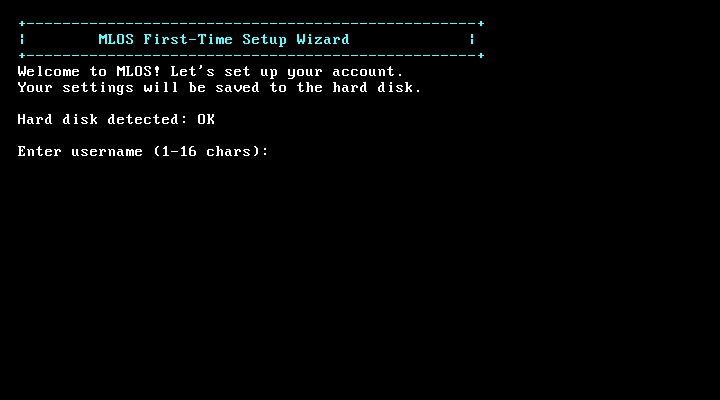 +--------------------------------------------------+
|        MLOS First-Time Setup Wizard             |
+--------------------------------------------------+
Welcome to MLOS! Let's set up your account.
Your settings will be saved to the hard disk.
Hard disk detected: OK
Enter username (1-16 chars):